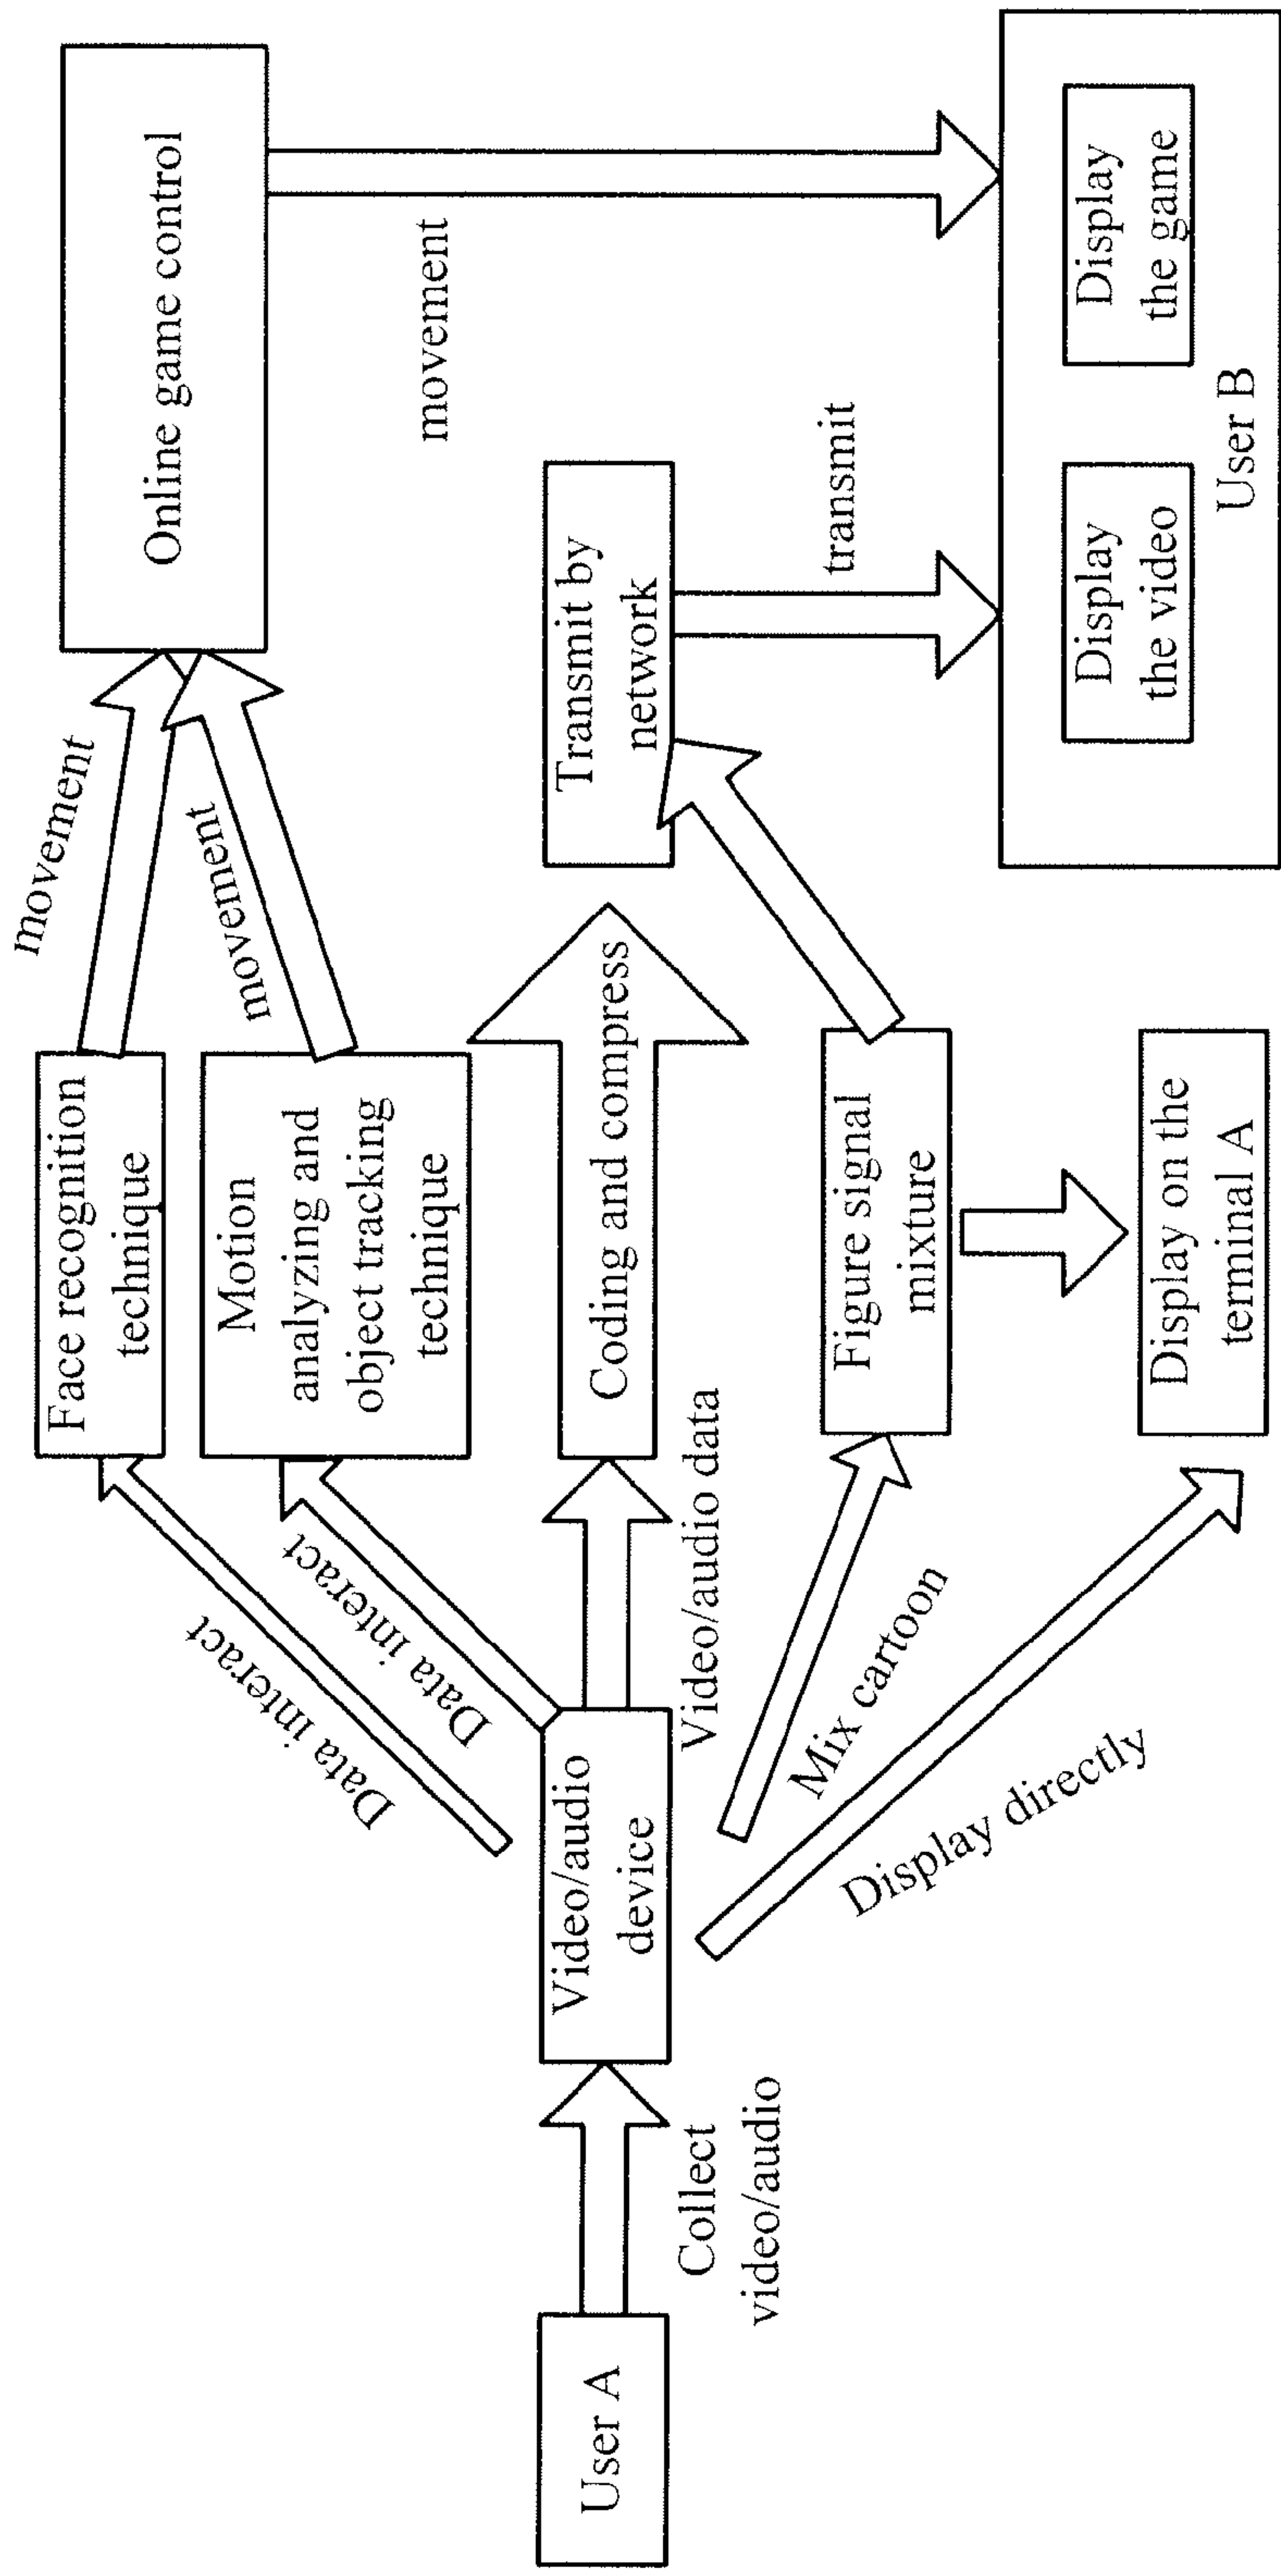 User A
Collect
video/audio
Video/audio
device
Data interact
Data interact
Video/audio data
Mix cartoon
Display directly
Face recognition
technique
Motion
analyzing and
object tracking
technique
Coding and compress
Figure signal
mixture
Display on the
terminal A
movement
movement
Online game control
movement
Transmit by
network
transmit
Display
the video
Display
the game
User B